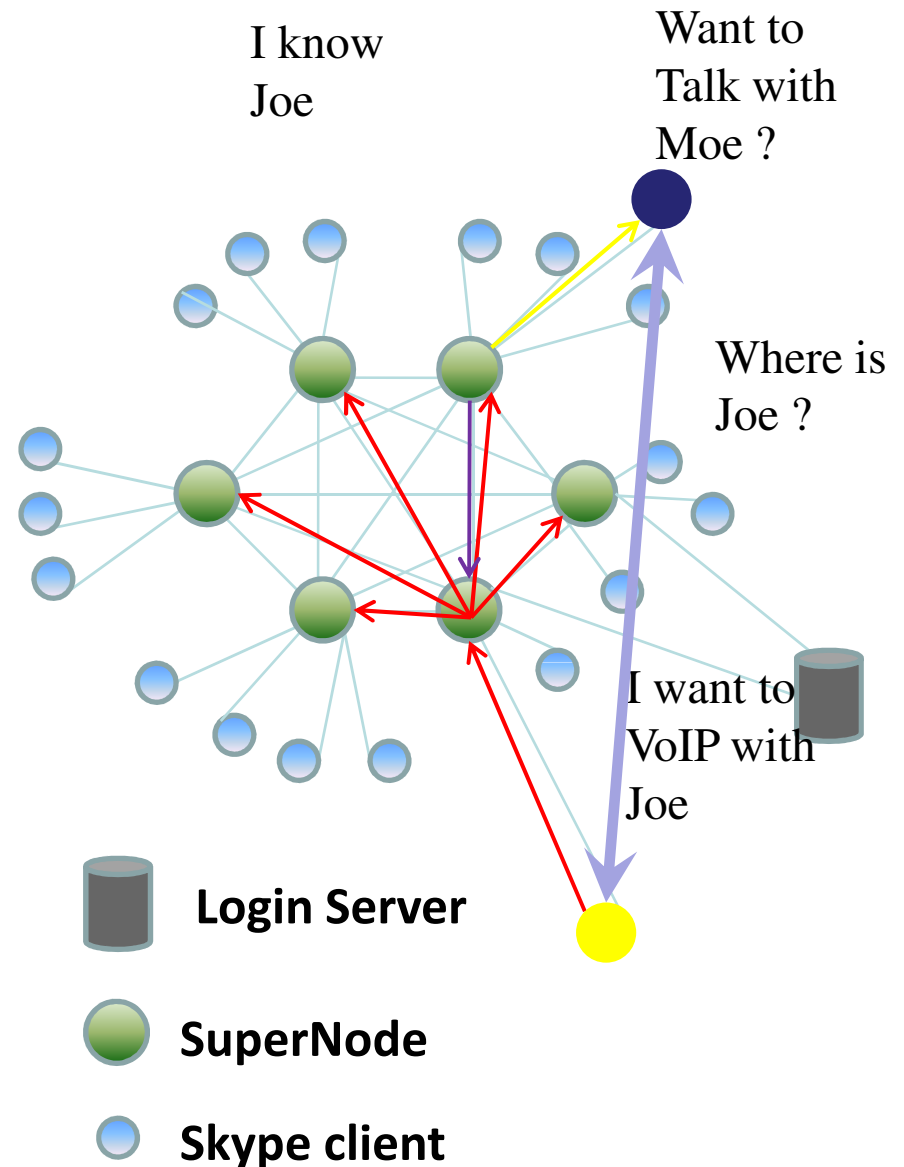 I know
Joe
Want to
Talk with
Moe ?
Where is
Joe ?
I want to
VoIP with
Joe
Login Server
SuperNode
Skype client